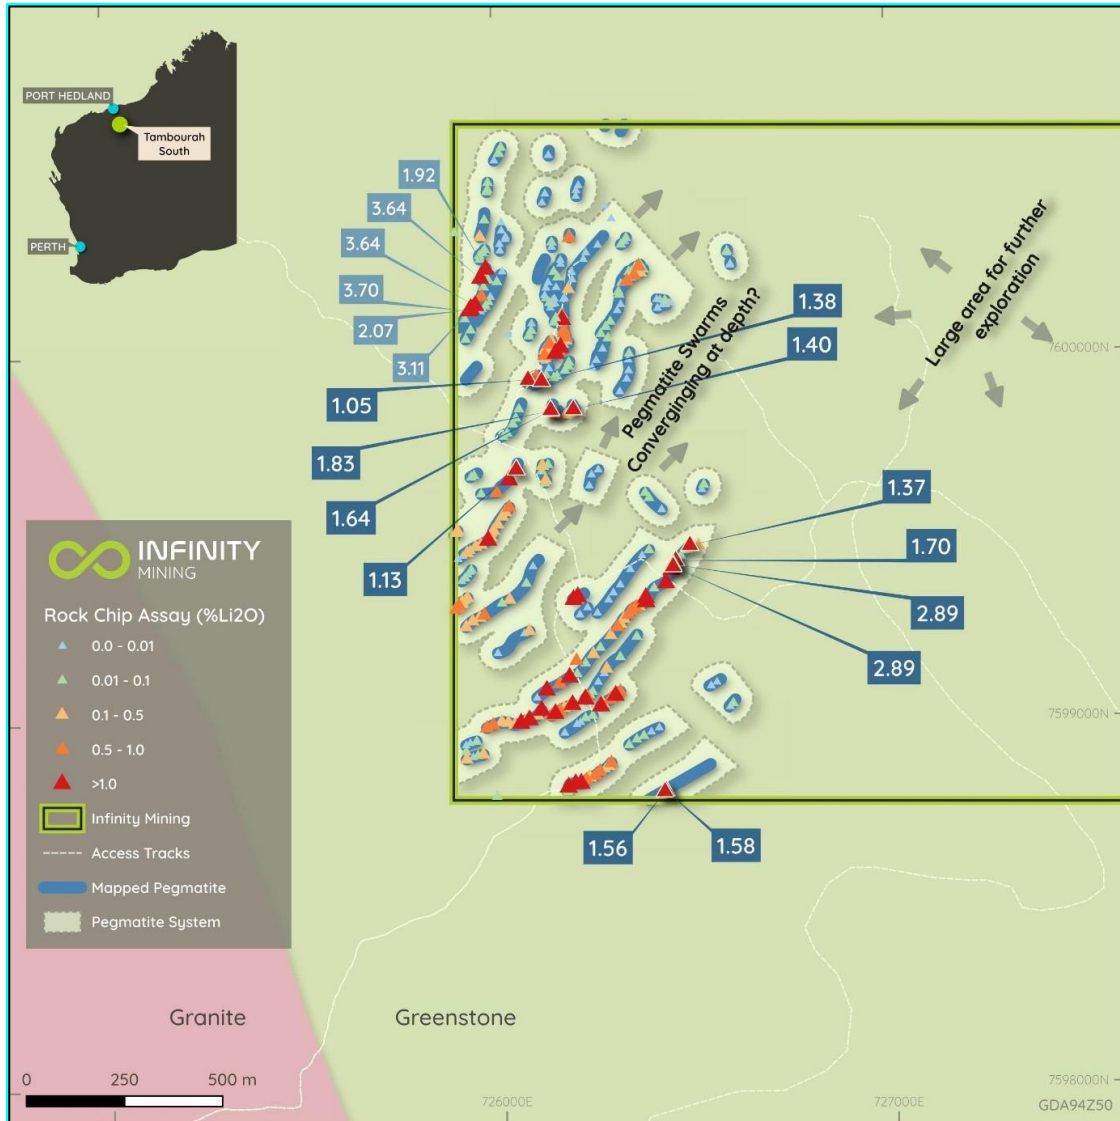 PORT HEDLAND
Tambourah
South
PERTH
1.92
3.64
3.64
3.70
2.07
3.11
1.05
1.83
1.64
1.13
1.38
1.40
1.37
1.70
2.89
2.89
1.56
1.58
Pegmatite Swarms
Converginging at depth?
Large area for further
exploration
7600000N
7599000N
7598000N
INFINITY
MINING
Rock Chip Assay (%Li2O)
0.0 - 0.01
0.01 - 0.1
0.1 - 0.5
0.5 - 1.0
>1.0
Infinity Mining
Access Tracks
Mapped Pegmatite
Pegmatite System
Granite
Greenstone
0 250 500 m
726000E
727000E
GDA94Z50